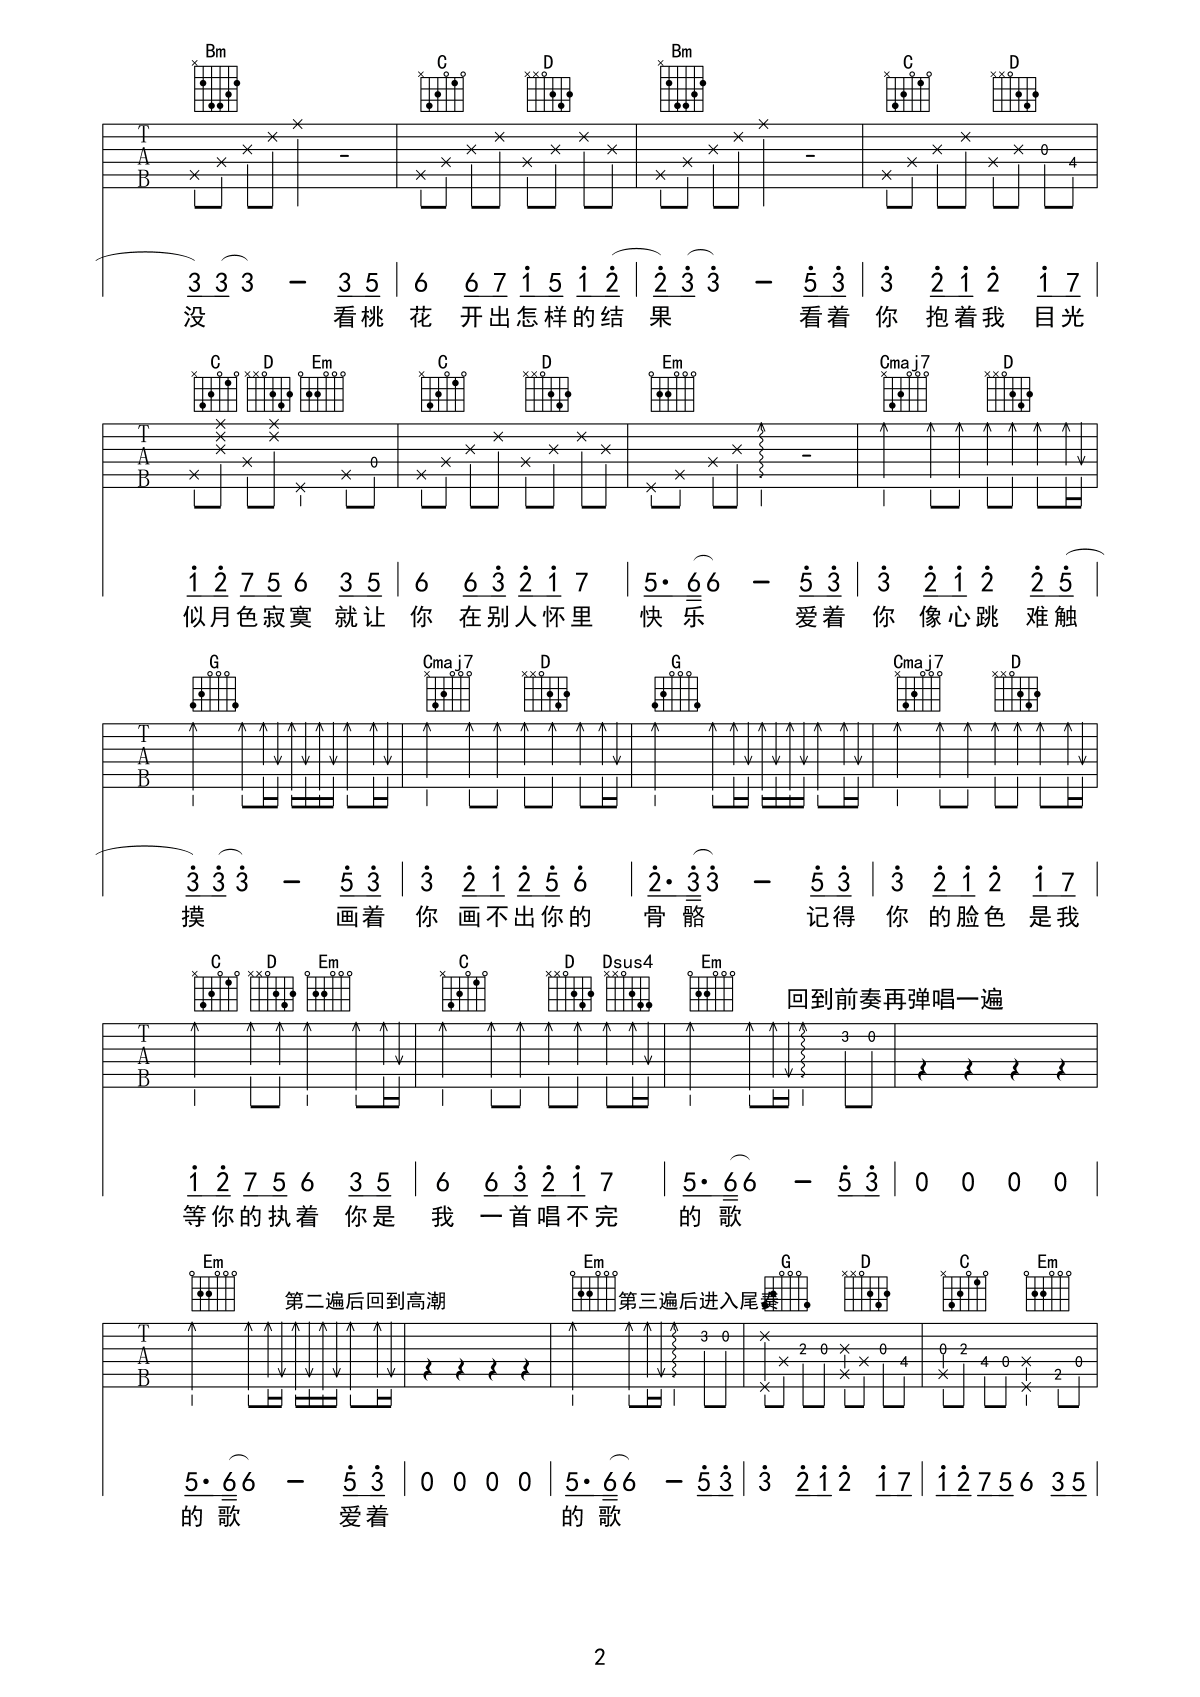 Bm C D Bm C D
T
A
B
- - 0 4
3 3 3 - 3 5 6 6 7 1 5 1 2 2 3 3 - 5 3 3 2 1 2 1 7
没 看桃 花 开出怎样的结 果 看着 你 抱着我 目光
C D Em C D Em Cmaj7 D
T
A
B
0 -
1 2 7 5 6 3 5 6 6 3 2 1 7 5· 6 6 - 5 3 3 2 1 2 2 5
似月色寂寞 就让 你 在别人怀里 快 乐 爱着 你 像心跳 难触
G Cmaj7 D G Cmaj7 D
T
A
B
3 3 3 - 5 3 3 2 1 2 5 6 2· 3 3 - 5 3 3 2 1 2 1 7
摸 画着 你 画不出你的 骨 骼 记得 你 的脸色 是我
C D Em C D Dsus4 Em
回到前奏再弹唱一遍
T
A
B
3 0
1 2 7 5 6 3 5 6 6 3 2 1 7 5· 6 6 - 5 3 0 0 0 0
等你的执着 你是 我 一首唱不完 的 歌
Em Em G D C Em
第二遍后回到高潮 第三遍后进入尾奏
T
A
B
3 0 2 0 0 4 0 2 4 0 2 0
5· 6 6 - 5 3 0 0 0 0 5· 6 6 - 5 3 3 2 1 2 1 7 1 2 7 5 6 3 5
的 歌 爱着 的 歌
2